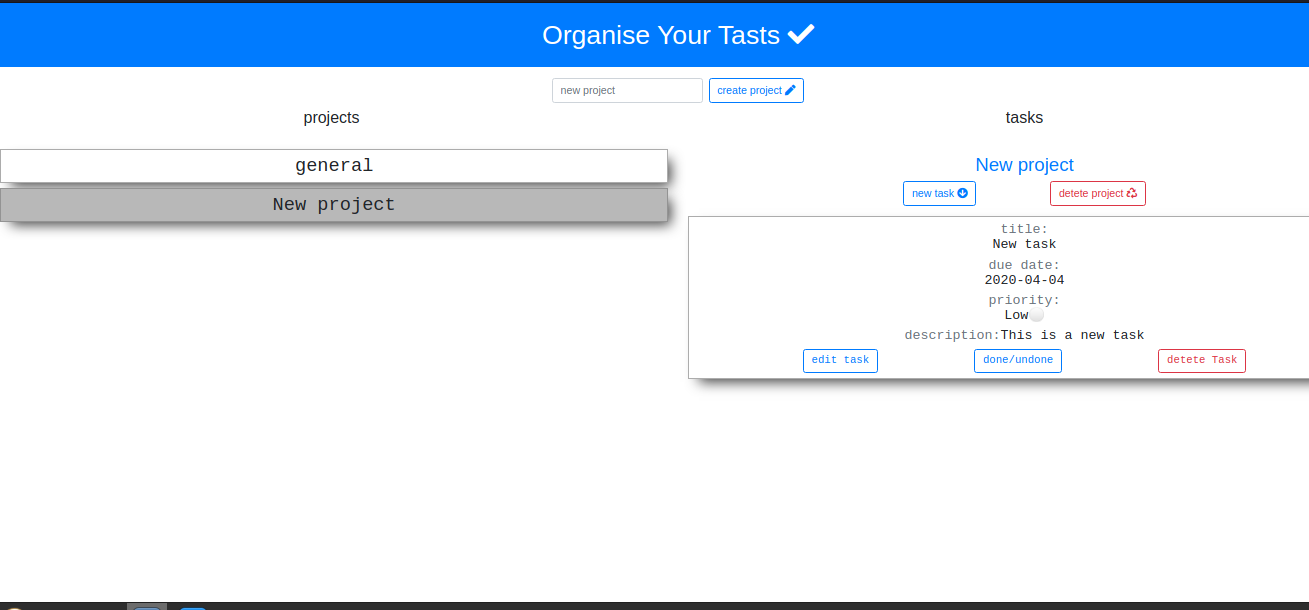 Organise Your Tasts
new project
create project
projects
tasks
general
New project
New project
new task
detete project
title:
New task
due date:
2020-04-04
priority:
Low
description:This is a new task
edit task
done/undone
detete Task